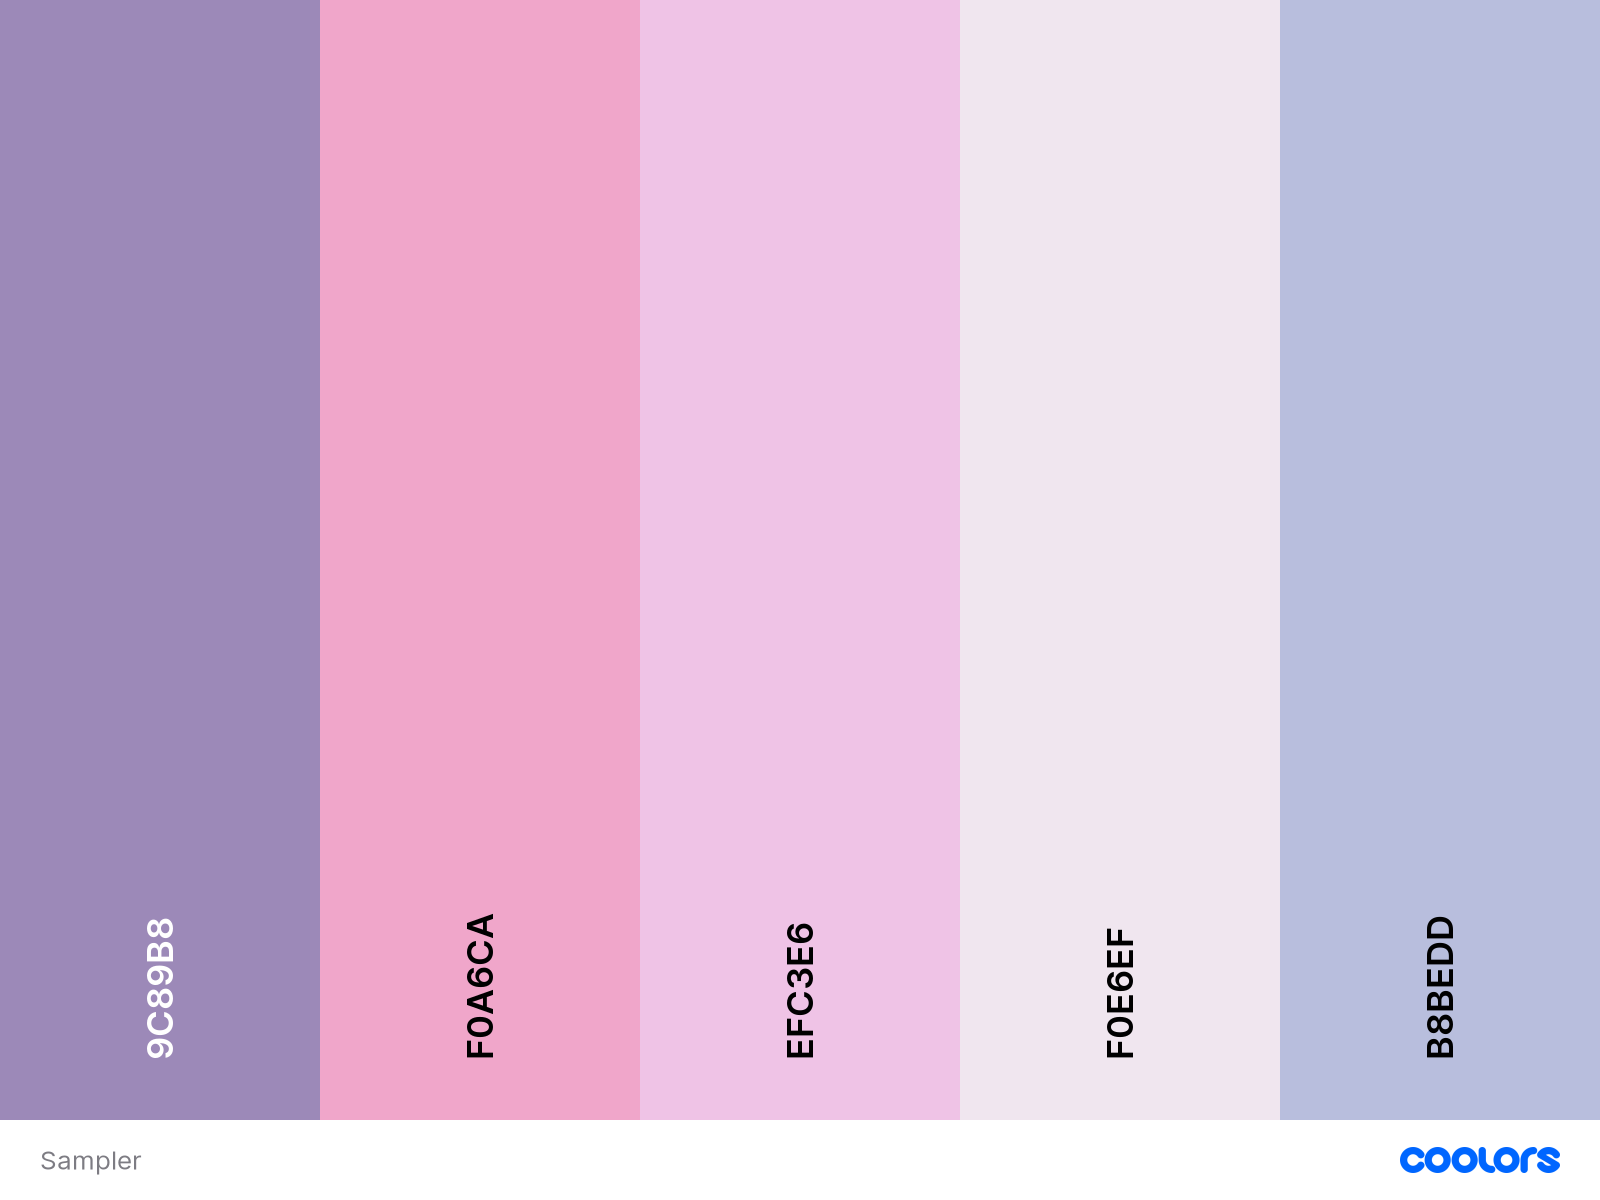 9C89B8
F0A6CA
EFC3E6
F0E6EF
B8BEDD
Sampler
coolors